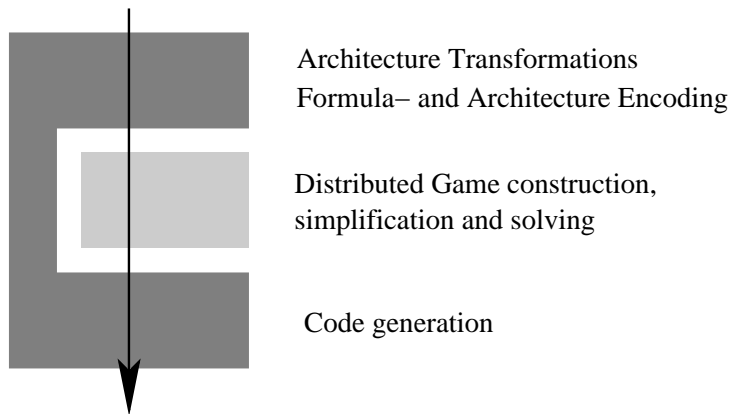 Architecture Transformations
Formula– and Architecture Encoding
Distributed Game construction,
simplification and solving
Code generation